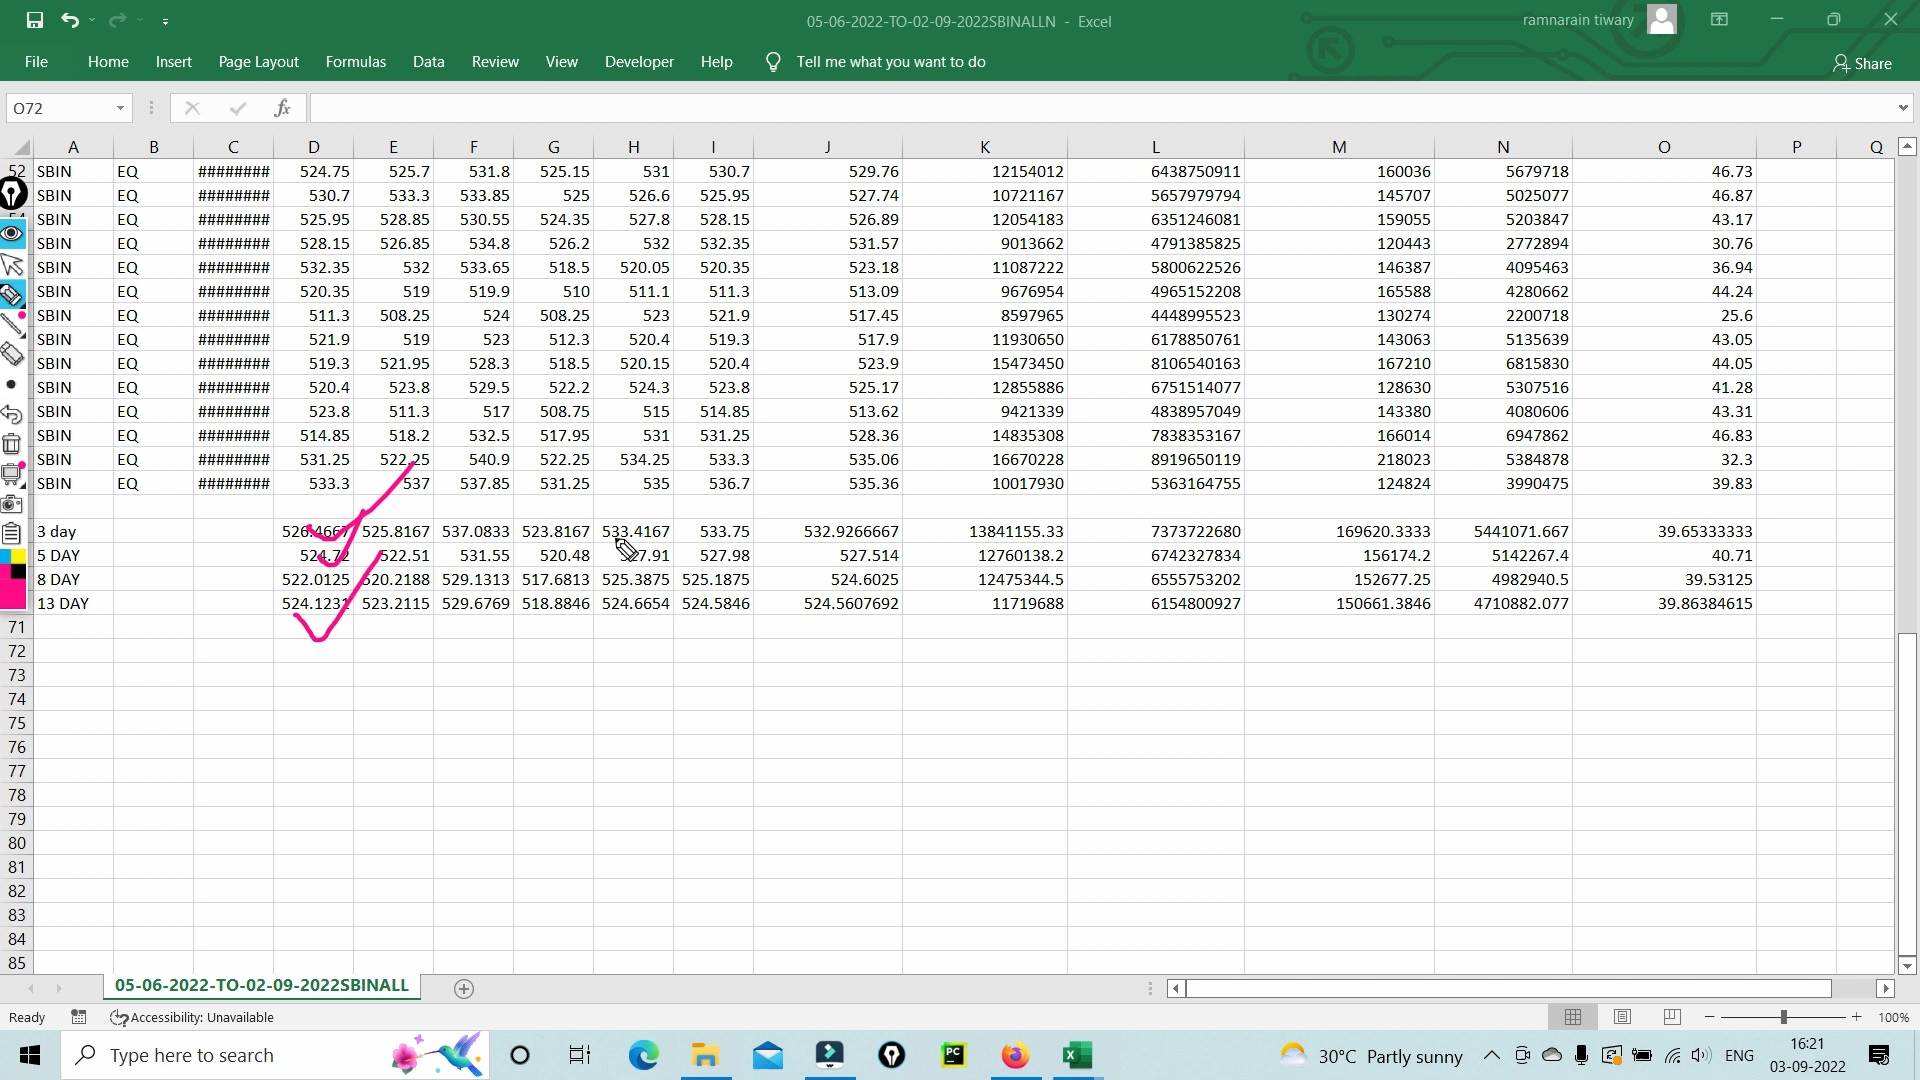 05-06-2022-TO-02-09-2022SBINALLN - Excel
ramnarain tiwary
File Home Insert Page Layout Formulas Data Review View Developer Help Tell me what you want to do
Share
O72
fx
A B C D E F G H I J K L M N O P Q
52 SBIN EQ ######## 524.75 525.7 531.8 525.15 531 530.7 529.76 12154012 6438750911 160036 5679718 46.73
SBIN EQ ######## 530.7 533.3 533.85 525 526.6 525.95 527.74 10721167 5657979794 145707 5025077 46.87
SBIN EQ ######## 525.95 528.85 530.55 524.35 527.8 528.15 526.89 12054183 6351246081 159055 5203847 43.17
SBIN EQ ######## 528.15 526.85 534.8 526.2 532 532.35 531.57 9013662 4791385825 120443 2772894 30.76
SBIN EQ ######## 532.35 532 533.65 518.5 520.05 520.35 523.18 11087222 5800622526 146387 4095463 36.94
SBIN EQ ######## 520.35 519 519.9 510 511.1 511.3 513.09 9676954 4965152208 165588 4280662 44.24
SBIN EQ ######## 511.3 508.25 524 508.25 523 521.9 517.45 8597965 4448995523 130274 2200718 25.6
SBIN EQ ######## 521.9 519 523 512.3 520.4 519.3 517.9 11930650 6178850761 143063 5135639 43.05
SBIN EQ ######## 519.3 521.95 528.3 518.5 520.15 520.4 523.9 15473450 8106540163 167210 6815830 44.05
SBIN EQ ######## 520.4 523.8 529.5 522.2 524.3 523.8 525.17 12855886 6751514077 128630 5307516 41.28
SBIN EQ ######## 523.8 511.3 517 508.75 515 514.85 513.62 9421339 4838957049 143380 4080606 43.31
SBIN EQ ######## 514.85 518.2 532.5 517.95 531 531.25 528.36 14835308 7838353167 166014 6947862 46.83
SBIN EQ ######## 531.25 522.25 540.9 522.25 534.25 533.3 535.06 16670228 8919650119 218023 5384878 32.3
SBIN EQ ######## 533.3 537 537.85 531.25 535 536.7 535.36 10017930 5363164755 124824 3990475 39.83
3 day 526.4667 525.8167 537.0833 523.8167 533.4167 533.75 532.9266667 13841155.33 7373722680 169620.3333 5441071.667 39.65333333
5 DAY 524.72 522.51 531.55 520.48 527.98 527.514 12760138.2 6742327834 156174.2 5142267.4 40.71
8 DAY 522.0125 520.2188 529.1313 517.6813 525.3875 525.1875 524.6025 12475344.5 6555753202 152677.25 4982940.5 39.53125
13 DAY 524.1231 523.2115 529.6769 518.8846 524.6654 524.5846 524.5607692 11719688 6154800927 150661.3846 4710882.077 39.86384615
71
72
73
74
75
76
77
78
79
80
81
82
83
84
85
05-06-2022-TO-02-09-2022SBINALL
Ready Accessibility: Unavailable 100%
Type here to search
PC
30°C Partly sunny
ENG
16:21
03-09-2022